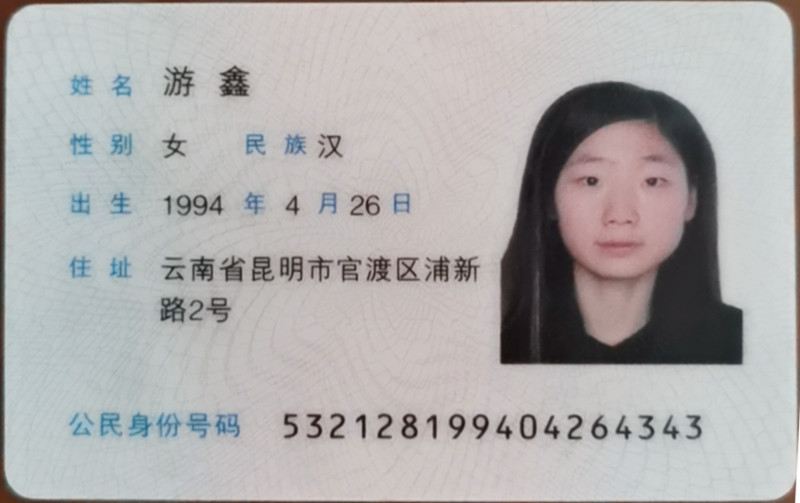 姓名 游鑫
性别 女 民族 汉
出生 1994 年 4 月 26 日
住址 云南省昆明市官渡区浦新
路2号
公民身份号码 532128199404264343